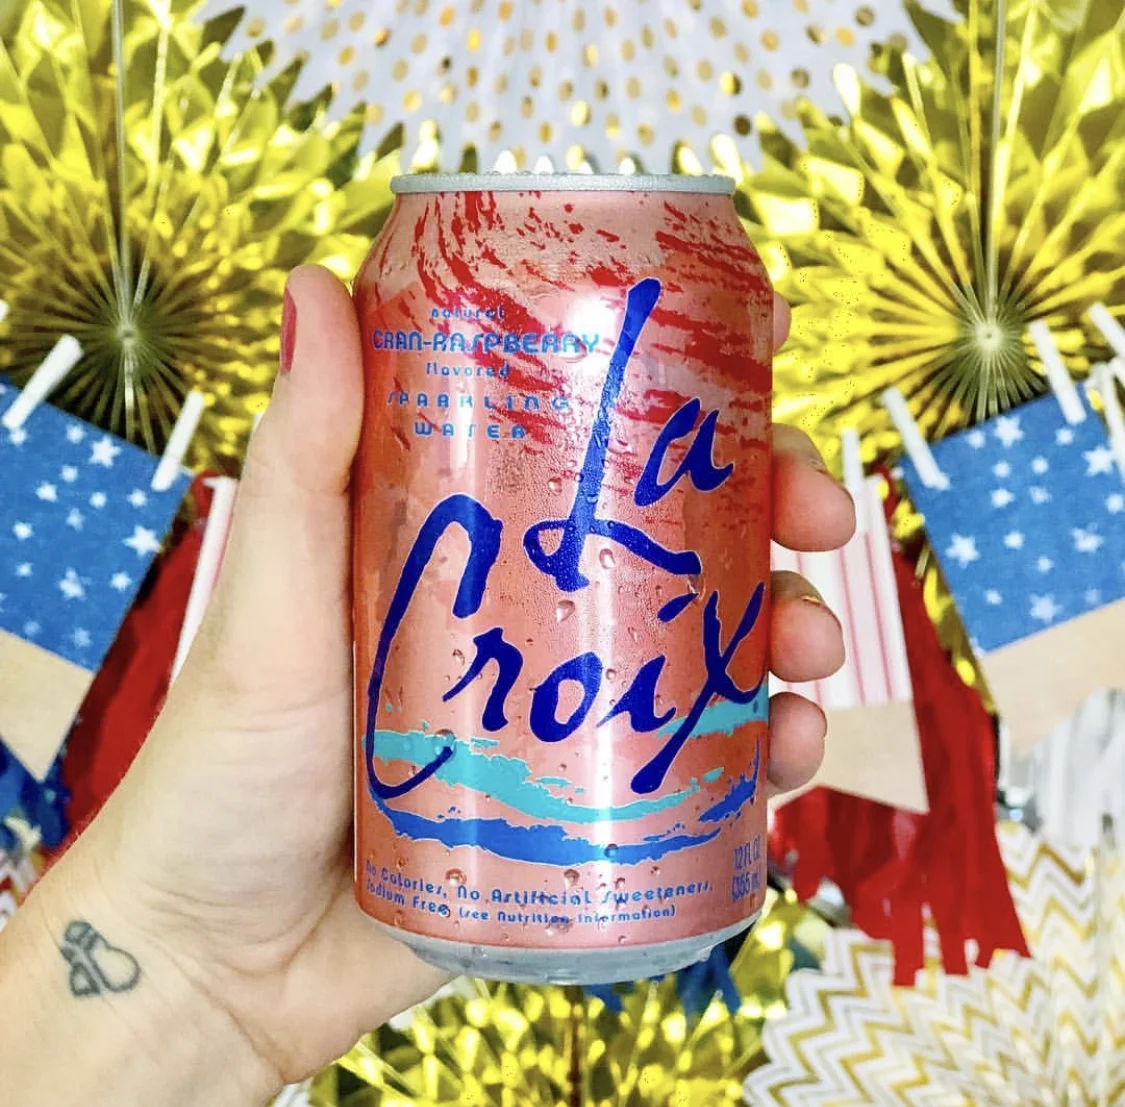 natural
CRAN-RASPBERRY
flavored
SPARKLING
WATER
La
Croix
12 FL OZ
(355 mL)
No Calories, No Artificial Sweeteners,
Sodium Free (see Nutrition Information)